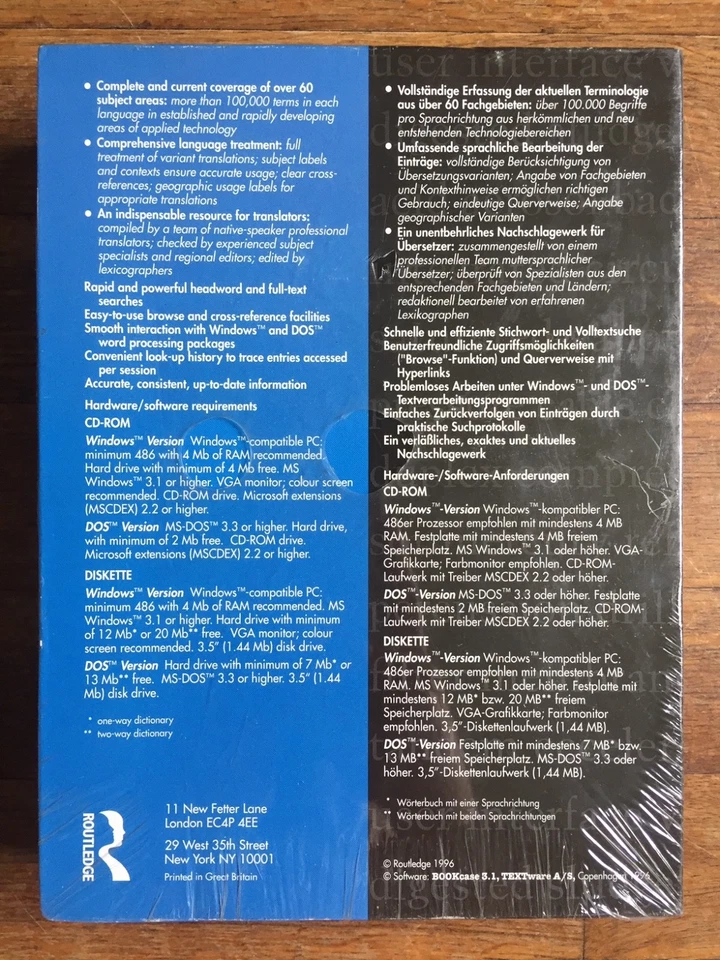 • Complete and current coverage of over 60
subject areas: more than 100,000 terms in each
language in established and rapidly developing
areas of applied technology
• Comprehensive language treatment: full
treatment of variant translations; subject labels
and contexts ensure accurate usage; clear cross-
references; geographic usage labels for
appropriate translations
• An indispensable resource for translators:
compiled by a team of native-speaker professional
translators; checked by experienced subject
specialists and regional editors; edited by
lexicographers
Rapid and powerful headword and full-text
searches
Easy-to-use browse and cross-reference facilities
Smooth interaction with Windows™ and DOS™
word processing packages
Convenient look-up history to trace entries accessed
per session
Accurate, consistent, up-to-date information
Hardware/software requirements
CD-ROM
Windows™ Version Windows™-compatible PC:
minimum 486 with 4 Mb of RAM recommended.
Hard drive with minimum of 4 Mb free. MS
Windows™ 3.1 or higher. VGA monitor; colour screen
recommended. CD-ROM drive. Microsoft extensions
(MSCDEX) 2.2 or higher.
DOS™ Version MS-DOS™ 3.3 or higher. Hard drive,
with minimum of 2 Mb free. CD-ROM drive.
Microsoft extensions (MSCDEX) 2.2 or higher.
DISKETTE
Windows™ Version Windows™-compatible PC:
minimum 486 with 4 Mb of RAM recommended. MS
Windows™ 3.1 or higher. Hard drive with minimum
of 12 Mb* or 20 Mb** free. VGA monitor; colour
screen recommended. 3.5" (1.44 Mb) disk drive.
DOS™ Version Hard drive with minimum of 7 Mb* or
13 Mb** free. MS-DOS™ 3.3 or higher. 3.5" (1.44
Mb) disk drive.
* one-way dictionary
** two-way dictionary
ROUTLEDGE
11 New Fetter Lane
London EC4P 4EE
29 West 35th Street
New York NY 10001
Printed in Great Britain
• Vollständige Erfassung der aktuellen Terminologie
aus über 60 Fachgebieten: über 100.000 Begriffe
pro Sprachrichtung aus herkömmlichen und neu
entstehenden Technologiebereichen
• Umfassende sprachliche Bearbeitung der
Einträge: vollständige Berücksichtigung von
Übersetzungsvarianten; Angabe von Fachgebieten
und Kontexthinweise ermöglichen richtigen
Gebrauch; eindeutige Querverweise; Angabe
geographischer Varianten
• Ein unentbehrliches Nachschlagewerk für
Übersetzer: zusammengestellt von einem
professionellen Team muttersprachlicher
Übersetzer; überprüft von Spezialisten aus den
entsprechenden Fachgebieten und Ländern;
redaktionell bearbeitet von erfahrenen
Lexikographen
Schnelle und effiziente Stichwort- und Volltextsuche
Benutzerfreundliche Zugriffsmöglichkeiten
("Browse"-Funktion) und Querverweise mit
Hyperlinks
Problemloses Arbeiten unter Windows™- und DOS™-
Textverarbeitungsprogrammen
Einfaches Zurückverfolgen von Einträgen durch
praktische Suchprotokolle
Ein verläßliches, exaktes und aktuelles
Nachschlagewerk
Hardware-/Software-Anforderungen
CD-ROM
Windows™-Version Windows™-kompatibler PC:
486er Prozessor empfohlen mit mindestens 4 MB
RAM. Festplatte mit mindestens 4 MB freiem
Speicherplatz. MS Windows™ 3.1 oder höher. VGA-
Grafikkarte; Farbmonitor empfohlen. CD-ROM-
Laufwerk mit Treiber MSCDEX 2.2 oder höher.
DOS™-Version MS-DOS™ 3.3 oder höher. Festplatte
mit mindestens 2 MB freiem Speicherplatz. CD-ROM-
Laufwerk mit Treiber MSCDEX 2.2 oder höher.
DISKETTE
Windows™-Version Windows™-kompatibler PC:
486er Prozessor empfohlen mit mindestens 4 MB
RAM. MS Windows™ 3.1 oder höher. Festplatte mit
mindestens 12 MB* bzw. 20 MB** freiem
Speicherplatz. VGA-Grafikkarte; Farbmonitor
empfohlen. 3,5"-Diskettenlaufwerk (1,44 MB).
DOS™-Version Festplatte mit mindestens 7 MB* bzw.
13 MB** freiem Speicherplatz. MS-DOS™ 3.3 oder
höher. 3,5"-Diskettenlaufwerk (1,44 MB).
* Wörterbuch mit einer Sprachrichtung
** Wörterbuch mit beiden Sprachrichtungen
© Routledge 1996
© Software: BOOKcase 3.1, TEXTware A/S, Copenhagen 1996
user interface
user interface
digested